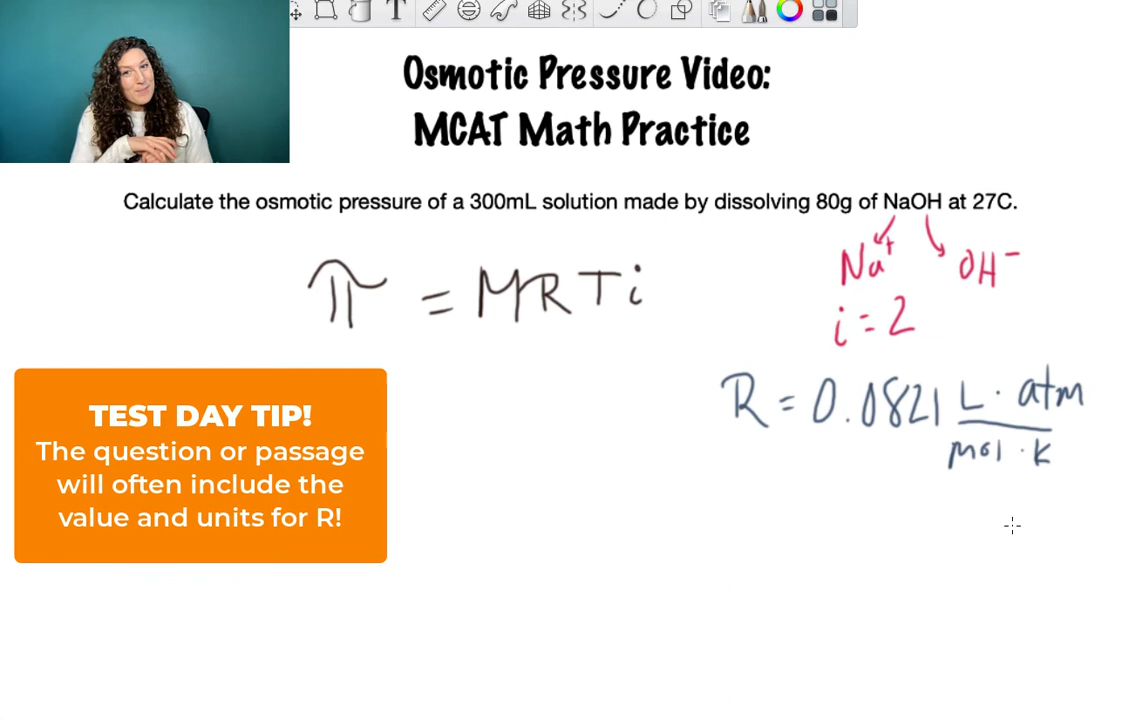 Osmotic Pressure Video:
MCAT Math Practice
Calculate the osmotic pressure of a 300mL solution made by dissolving 80g of NaOH at 27C.
Na⁺ OH⁻
π = MRTi
i = 2
TEST DAY TIP!
The question or passage
will often include the
value and units for R!
R = 0.0821 L · atm
mol · K